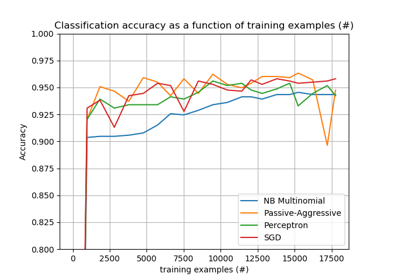 Classification accuracy as a function of training examples (#)
1.000
0.975
0.950
0.925
0.900
0.875
0.850
0.825
0.800
Accuracy
NB Multinomial
Passive-Aggressive
Perceptron
SGD
0 2500 5000 7500 10000 12500 15000 17500
training examples (#)